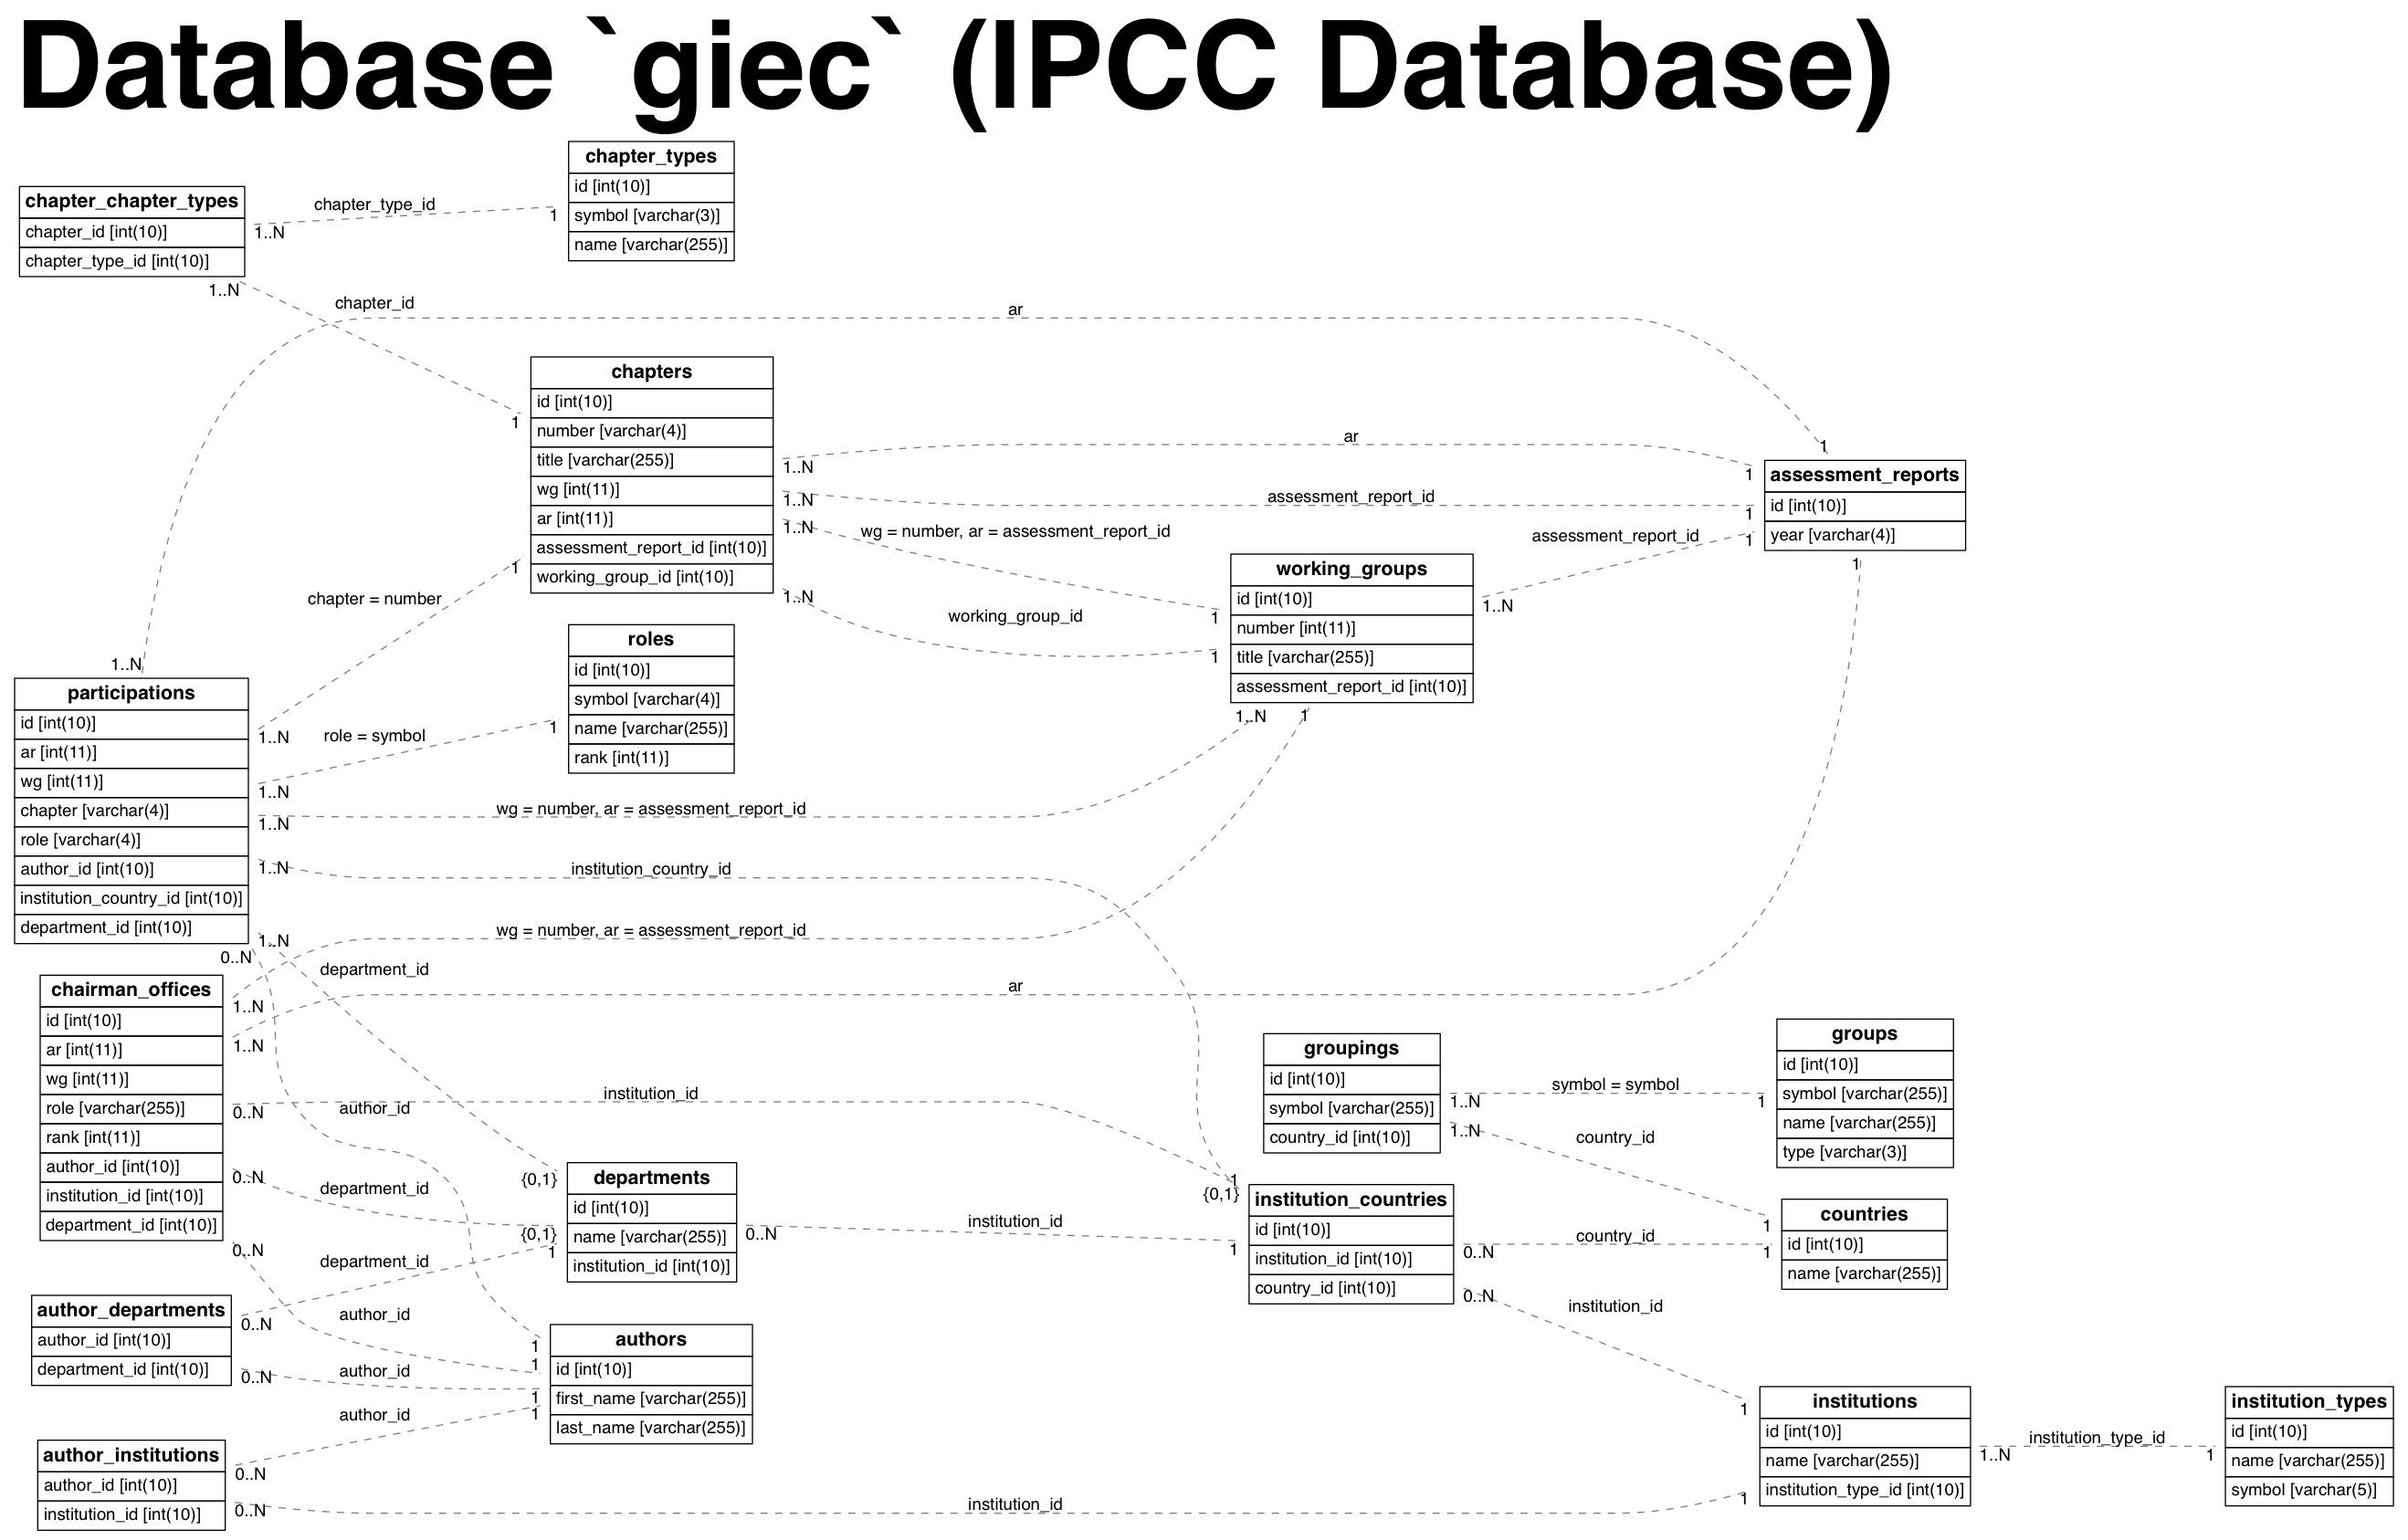 Database `giec` (IPCC Database)
chapter_types
id [int(10)]
symbol [varchar(3)]
name [varchar(255)]
chapter_chapter_types
chapter_id [int(10)]
chapter_type_id [int(10)]
chapter_type_id
1..N
1
1..N
chapter_id
1
ar
1..N
1
chapters
id [int(10)]
number [varchar(4)]
title [varchar(255)]
wg [int(11)]
ar [int(11)]
assessment_report_id [int(10)]
working_group_id [int(10)]
1..N
ar
1
1..N
assessment_report_id
1
1..N
wg = number, ar = assessment_report_id
1
1..N
working_group_id
1
assessment_reports
id [int(10)]
year [varchar(4)]
working_groups
id [int(10)]
number [int(11)]
title [varchar(255)]
assessment_report_id [int(10)]
1..N
assessment_report_id
1
roles
id [int(10)]
symbol [varchar(4)]
name [varchar(255)]
rank [int(11)]
participations
id [int(10)]
ar [int(11)]
wg [int(11)]
chapter [varchar(4)]
role [varchar(4)]
author_id [int(10)]
institution_country_id [int(10)]
department_id [int(10)]
1..N
chapter = number
1
1..N
role = symbol
1
1..N
wg = number, ar = assessment_report_id
1..N
1..N
institution_country_id
{0,1}
1..N
department_id
{0,1}
0..N
author_id
1
chairman_offices
id [int(10)]
ar [int(11)]
wg [int(11)]
role [varchar(255)]
rank [int(11)]
author_id [int(10)]
institution_id [int(10)]
department_id [int(10)]
1..N
wg = number, ar = assessment_report_id
1
1..N
ar
1
0..N
institution_id
1
0..N
department_id
{0,1}
0..N
author_id
1
departments
id [int(10)]
name [varchar(255)]
institution_id [int(10)]
0..N
institution_id
1
groupings
id [int(10)]
symbol [varchar(255)]
country_id [int(10)]
1..N
symbol = symbol
1
1..N
country_id
1
groups
id [int(10)]
symbol [varchar(255)]
name [varchar(255)]
type [varchar(3)]
institution_countries
id [int(10)]
institution_id [int(10)]
country_id [int(10)]
0..N
country_id
1
0..N
institution_id
1
countries
id [int(10)]
name [varchar(255)]
author_departments
author_id [int(10)]
department_id [int(10)]
0..N
department_id
1
0..N
author_id
1
authors
id [int(10)]
first_name [varchar(255)]
last_name [varchar(255)]
author_institutions
author_id [int(10)]
institution_id [int(10)]
0..N
author_id
1
0..N
institution_id
1
institutions
id [int(10)]
name [varchar(255)]
institution_type_id [int(10)]
1..N
institution_type_id
1
institution_types
id [int(10)]
name [varchar(255)]
symbol [varchar(5)]